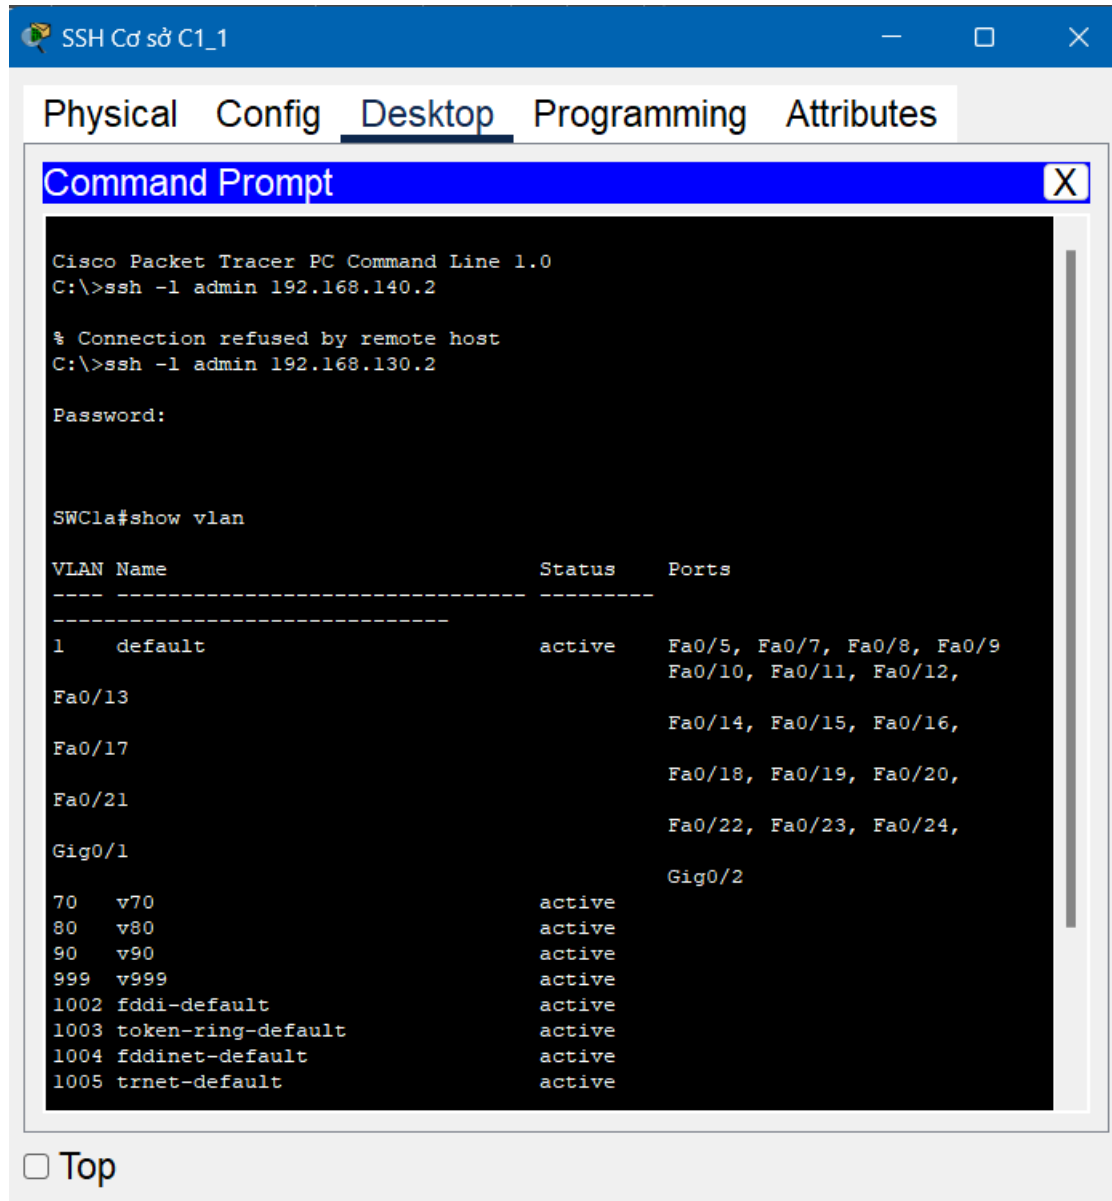 SSH Cơ sở C1_1
Physical Config Desktop Programming Attributes
Command Prompt X
Cisco Packet Tracer PC Command Line 1.0
C:\>ssh -l admin 192.168.140.2
% Connection refused by remote host
C:\>ssh -l admin 192.168.130.2
Password:
SWC1a#show vlan
VLAN Name Status Ports
---- -------------------------------- ---------
-------------------------------
1 default active Fa0/5, Fa0/7, Fa0/8, Fa0/9
Fa0/10, Fa0/11, Fa0/12,
Fa0/13
Fa0/14, Fa0/15, Fa0/16,
Fa0/17
Fa0/18, Fa0/19, Fa0/20,
Fa0/21
Fa0/22, Fa0/23, Fa0/24,
Gig0/1
Gig0/2
70 v70 active
80 v80 active
90 v90 active
999 v999 active
1002 fddi-default active
1003 token-ring-default active
1004 fddinet-default active
1005 trnet-default active
Top